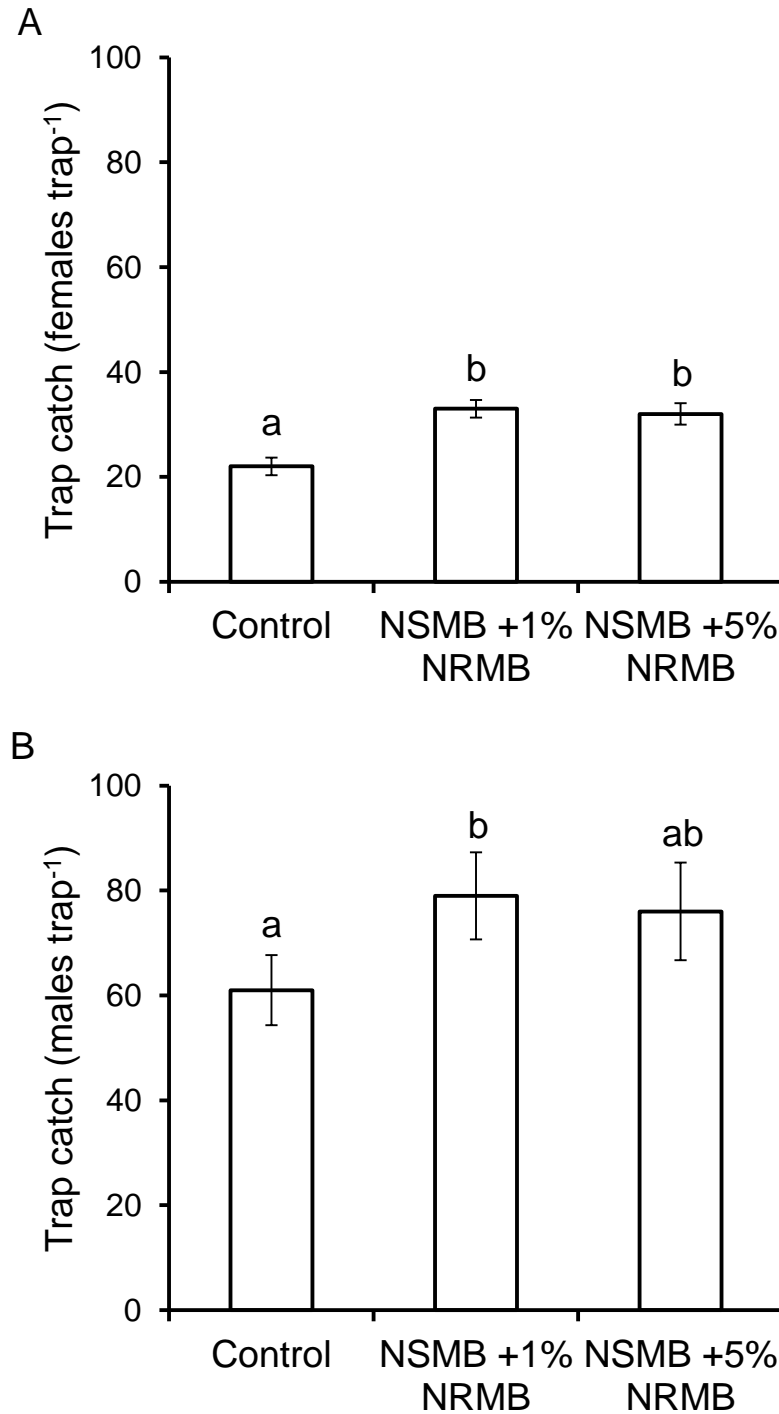 A
Trap catch (females trap-1)
100
80
60
40
20
0
a
b
b
Control
NSMB +1%
NRMB
NSMB +5%
NRMB
B
Trap catch (males trap-1)
100
80
60
40
20
0
a
b
ab
Control
NSMB +1%
NRMB
NSMB +5%
NRMB